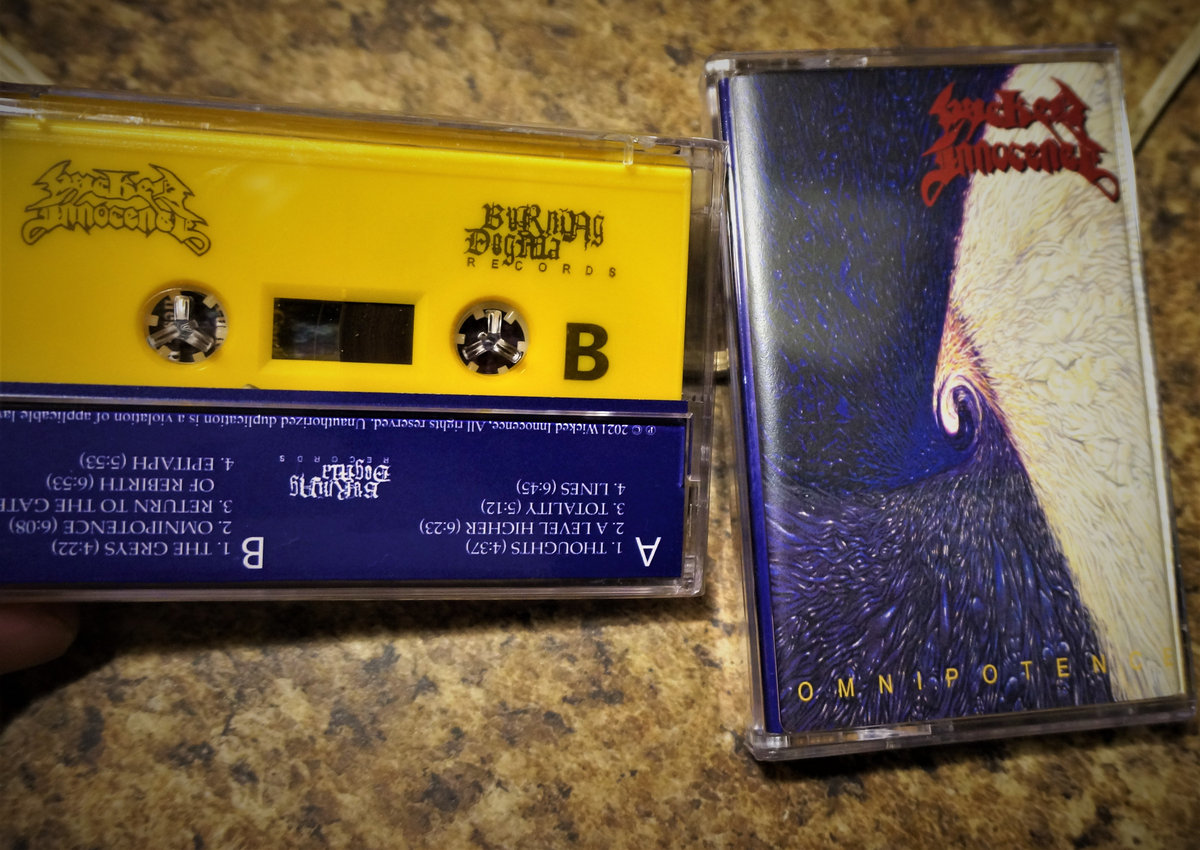 Wicked
Innocence
Burning
Dogma
RECORDS
B
℗ © 2021 Wicked Innocence. All rights reserved. Unauthorized duplication is a violation of applicable
A
1. THOUGHTS (4:37)
2. A LEVEL HIGHER (6:23)
3. TOTALITY (5:12)
4. LINES (6:45)
Burning
Dogma
RECORDS
B
1. THE GREYS (4:22)
2. OMNIPOTENCE (6:08)
3. RETURN TO THE GATE
OF REBIRTH (6:53)
4. EPITAPH (5:53)
Wicked
Innocence
OMNIPOTENCE